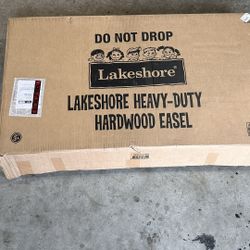 DO NOT DROP
Lakeshore®
LAKESHORE HEAVY-DUTY
HARDWOOD EASEL